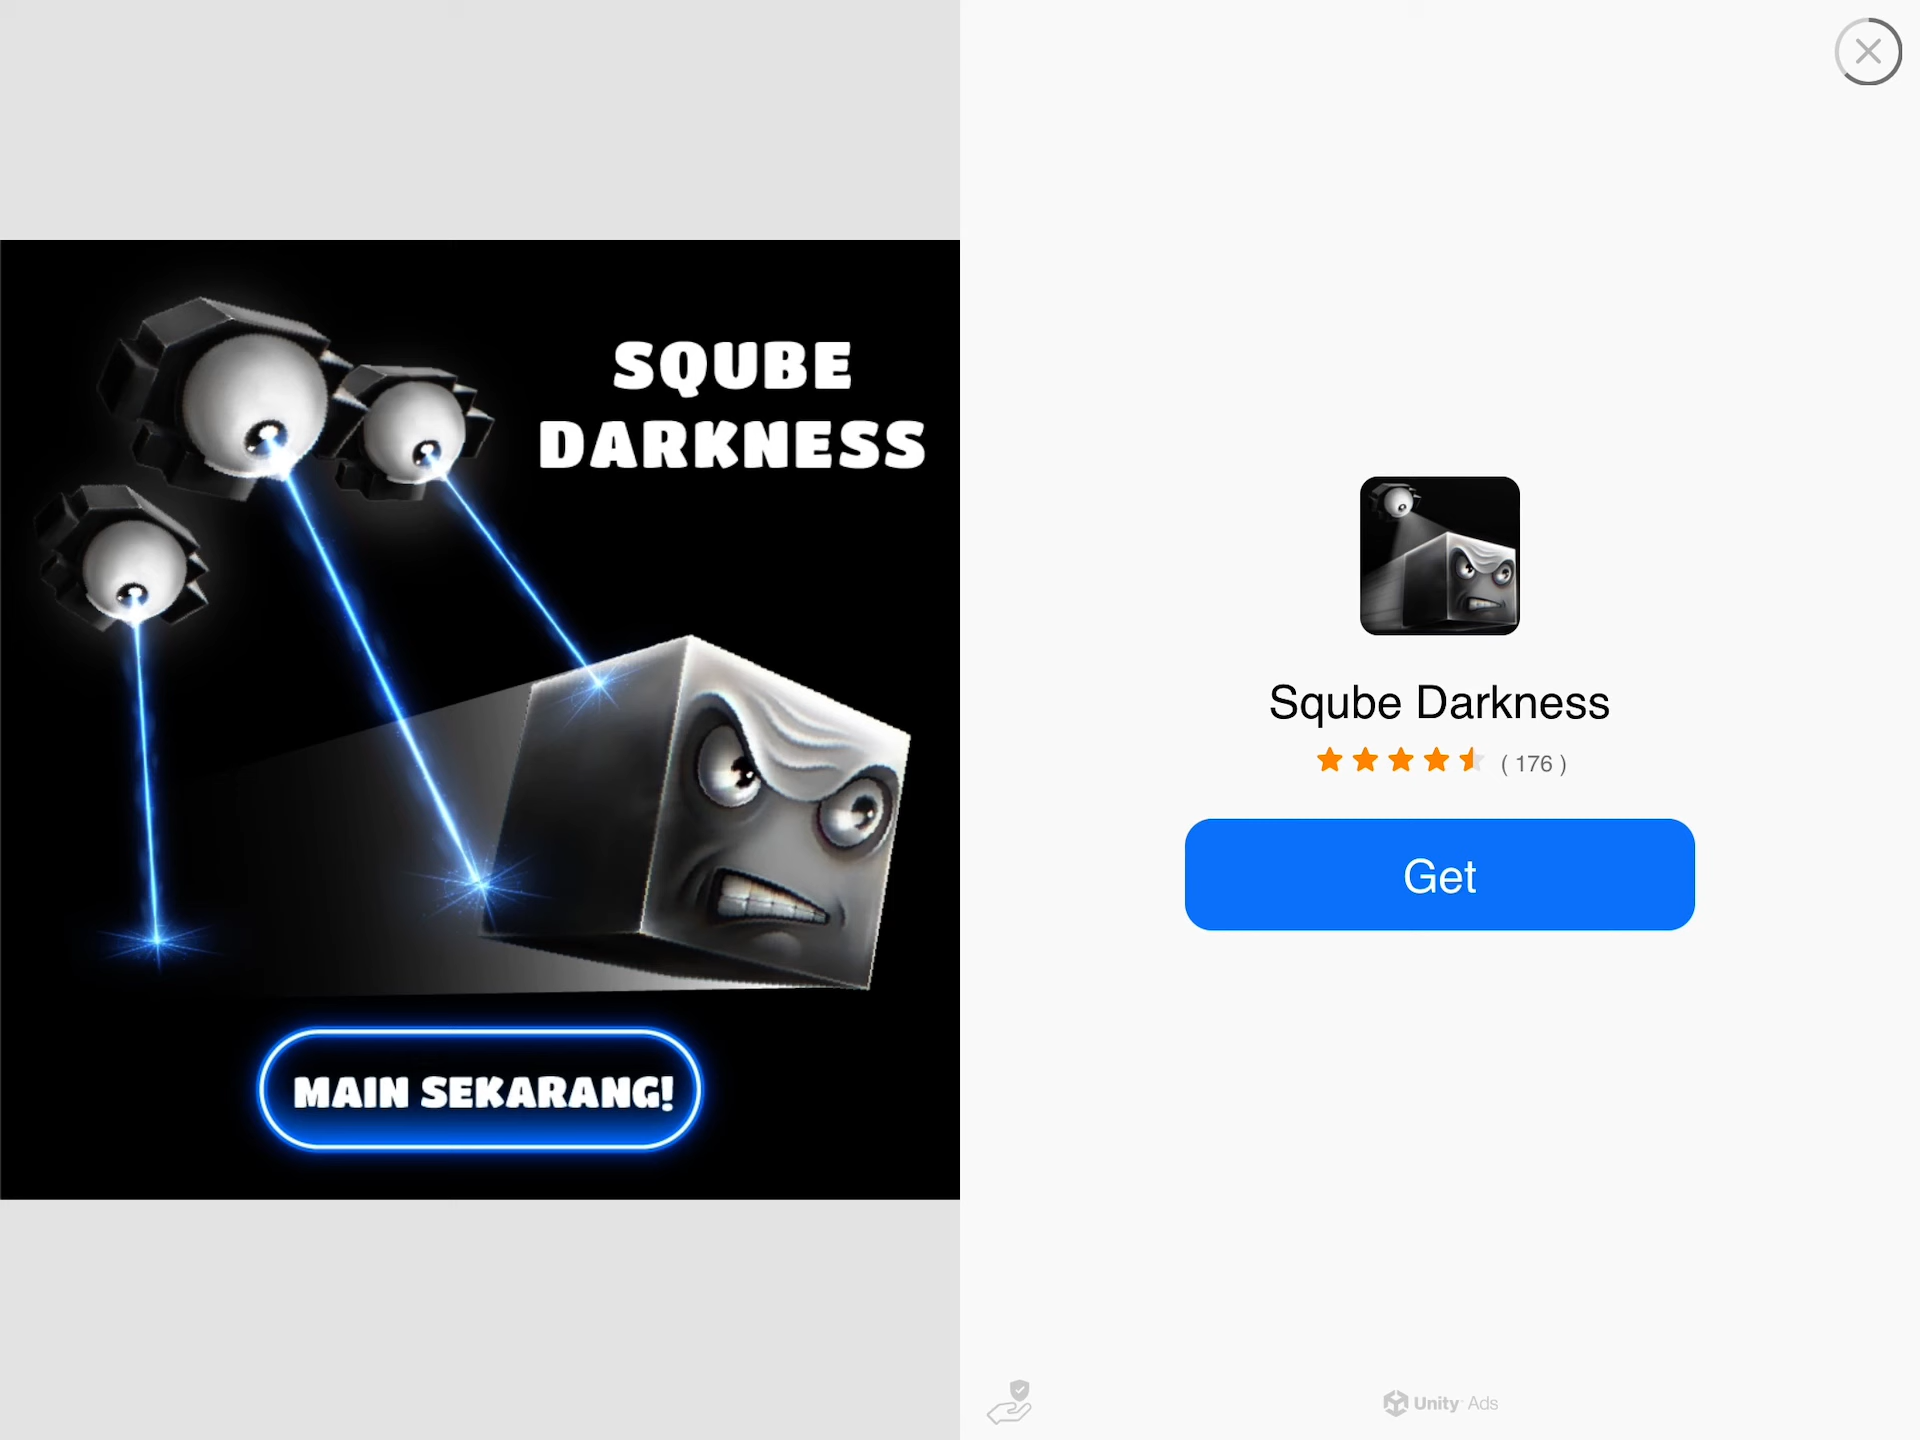 SQUBE
DARKNESS
MAIN SEKARANG!
Sqube Darkness
( 176 )
Get
Unity Ads